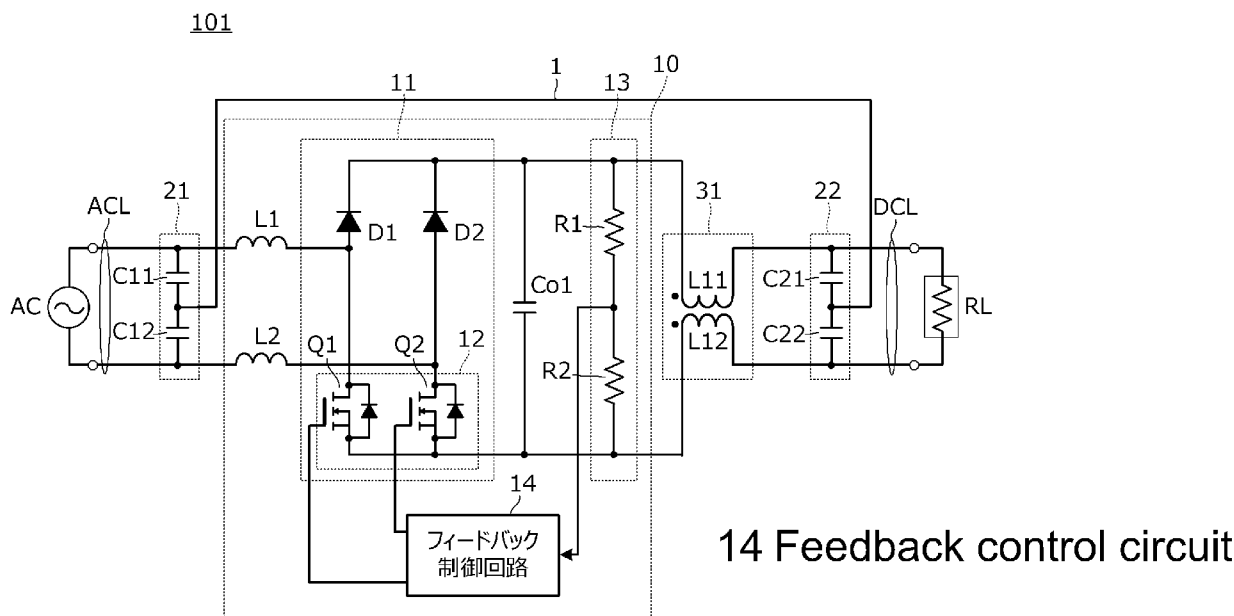 101
1
10
11
13
21
31
22
ACL
L1
D1
D2
R1
DCL
C11
L11
C21
AC
Co1
RL
C12
L12
C22
L2
Q1
Q2
12
R2
14
フィードバック
制御回路
14 Feedback control circuit